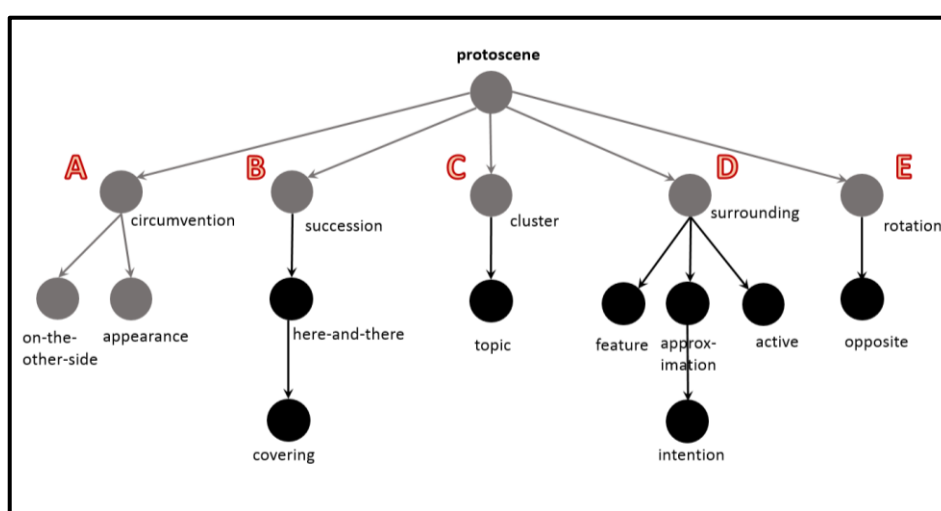 protoscene
A
B
C
D
E
circumvention
succession
cluster
surrounding
rotation
on-the-
other-side
appearance
here-and-there
topic
feature
approx-
imation
active
opposite
covering
intention